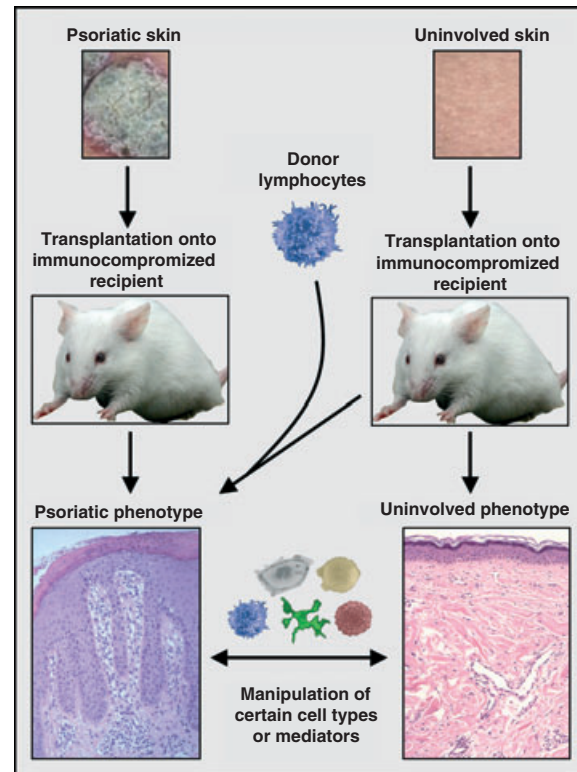 Psoriatic skin
Uninvolved skin
Donor
lymphocytes
Transplantation onto
immunocompromized
recipient
Transplantation onto
immunocompromized
recipient
Psoriatic phenotype
Uninvolved phenotype
Manipulation of
certain cell types
or mediators